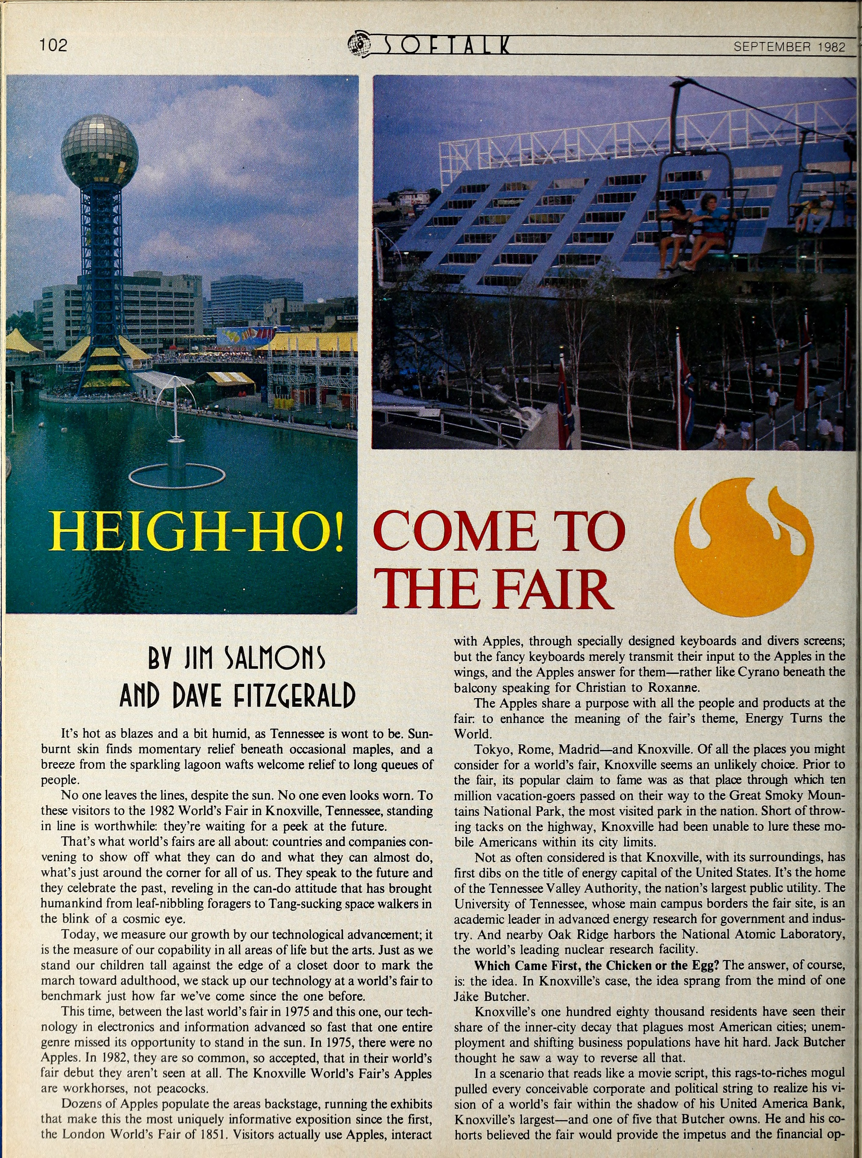 102
SOFTALK
SEPTEMBER 1982
HEIGH-HO! COME TO
THE FAIR
BY JIM SALMONS
AND DAVE FITZGERALD
It's hot as blazes and a bit humid, as Tennessee is wont to be. Sun-
burnt skin finds momentary relief beneath occasional maples, and a
breeze from the sparkling lagoon wafts welcome relief to long queues of
people.
No one leaves the lines, despite the sun. No one even looks worn. To
these visitors to the 1982 World's Fair in Knoxville, Tennessee, standing
in line is worthwhile: they're waiting for a peek at the future.
That's what world's fairs are all about: countries and companies con-
vening to show off what they can do and what they can almost do,
what's just around the corner for all of us. They speak to the future and
they celebrate the past, reveling in the can-do attitude that has brought
humankind from leaf-nibbling foragers to Tang-sucking space walkers in
the blink of a cosmic eye.
Today, we measure our growth by our technological advancement; it
is the measure of our copability in all areas of life but the arts. Just as we
stand our children tall against the edge of a closet door to mark the
march toward adulthood, we stack up our technology at a world's fair to
benchmark just how far we've come since the one before.
This time, between the last world's fair in 1975 and this one, our tech-
nology in electronics and information advanced so fast that one entire
genre missed its opportunity to stand in the sun. In 1975, there were no
Apples. In 1982, they are so common, so accepted, that in their world's
fair debut they aren't seen at all. The Knoxville World's Fair's Apples
are workhorses, not peacocks.
Dozens of Apples populate the areas backstage, running the exhibits
that make this the most uniquely informative exposition since the first,
the London World's Fair of 1851. Visitors actually use Apples, interact
with Apples, through specially designed keyboards and divers screens;
but the fancy keyboards merely transmit their input to the Apples in the
wings, and the Apples answer for them—rather like Cyrano beneath the
balcony speaking for Christian to Roxanne.
The Apples share a purpose with all the people and products at the
fair: to enhance the meaning of the fair's theme, Energy Turns the
World.
Tokyo, Rome, Madrid—and Knoxville. Of all the places you might
consider for a world's fair, Knoxville seems an unlikely choice. Prior to
the fair, its popular claim to fame was as that place through which ten
million vacation-goers passed on their way to the Great Smoky Moun-
tains National Park, the most visited park in the nation. Short of throw-
ing tacks on the highway, Knoxville had been unable to lure these mo-
bile Americans within its city limits.
Not as often considered is that Knoxville, with its surroundings, has
first dibs on the title of energy capital of the United States. It's the home
of the Tennessee Valley Authority, the nation's largest public utility. The
University of Tennessee, whose main campus borders the fair site, is an
academic leader in advanced energy research for government and indus-
try. And nearby Oak Ridge harbors the National Atomic Laboratory,
the world's leading nuclear research facility.
Which Came First, the Chicken or the Egg? The answer, of course,
is: the idea. In Knoxville's case, the idea sprang from the mind of one
Jake Butcher.
Knoxville's one hundred eighty thousand residents have seen their
share of the inner-city decay that plagues most American cities; unem-
ployment and shifting business populations have hit hard. Jack Butcher
thought he saw a way to reverse all that.
In a scenario that reads like a movie script, this rags-to-riches mogul
pulled every conceivable corporate and political string to realize his vi-
sion of a world's fair within the shadow of his United America Bank,
Knoxville's largest—and one of five that Butcher owns. He and his co-
horts believed the fair would provide the impetus and the financial op-